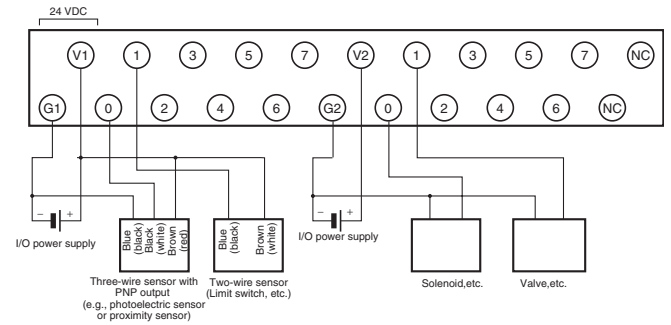 24 VDC
V1 1 3 5 7 V2 1 3 5 7 NC
G1 0 2 4 6 G2 0 2 4 6 NC
− +
I/O power supply
Blue (black)
Black (white)
Brown (red)
Three-wire sensor with
PNP output
(e.g., photoelectric sensor
or proximity sensor)
Blue (black)
Brown (white)
Two-wire sensor
(Limit switch, etc.)
− +
I/O power supply
Solenoid,etc.
Valve,etc.